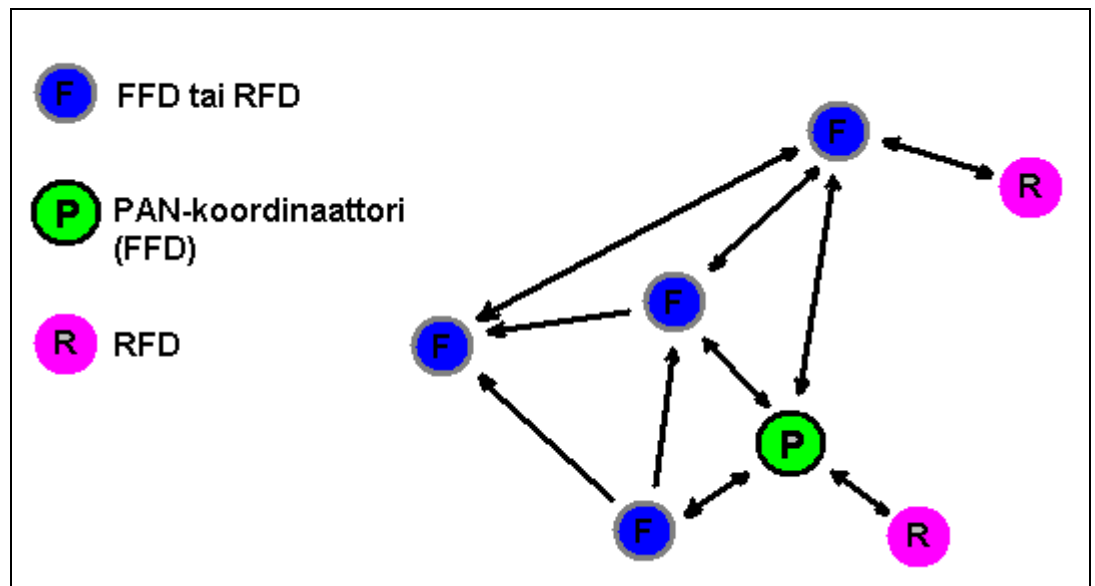 F FFD tai RFD
P PAN-koordinaattori
(FFD)
R RFD
F
R
F
F
P
F
R